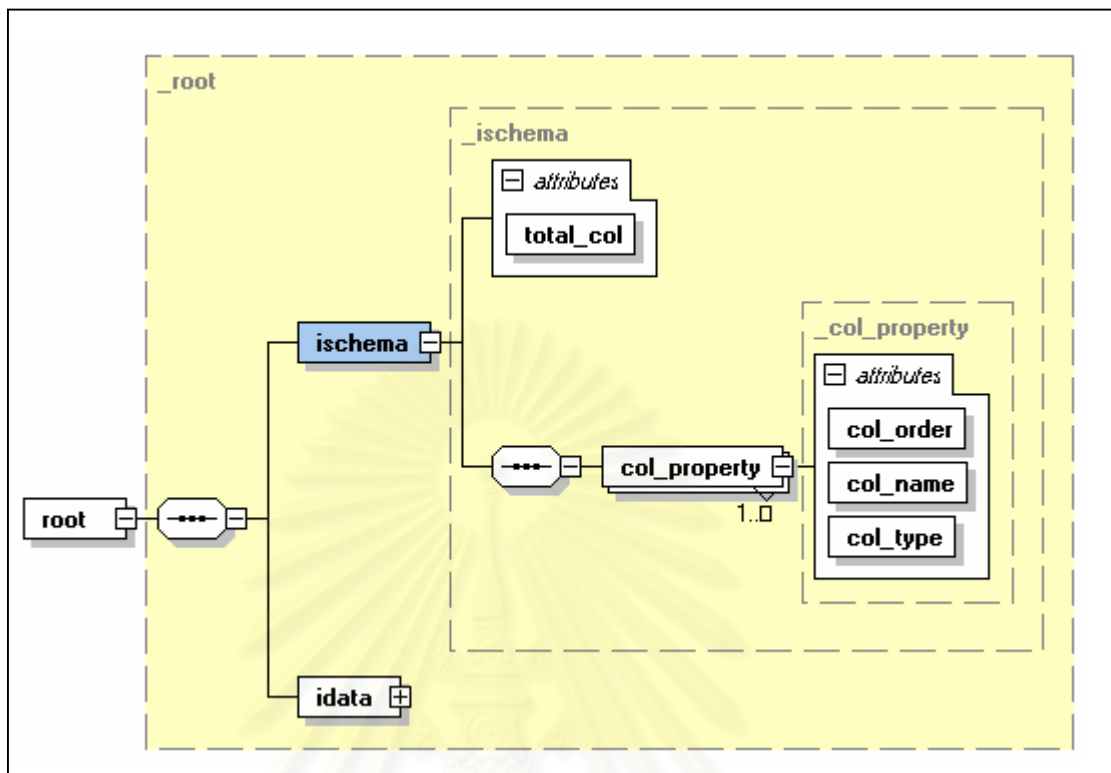 _root
_ischema
attributes
total_col
ischema
_col_property
attributes
col_order
col_property
col_name
1..
root
col_type
idata